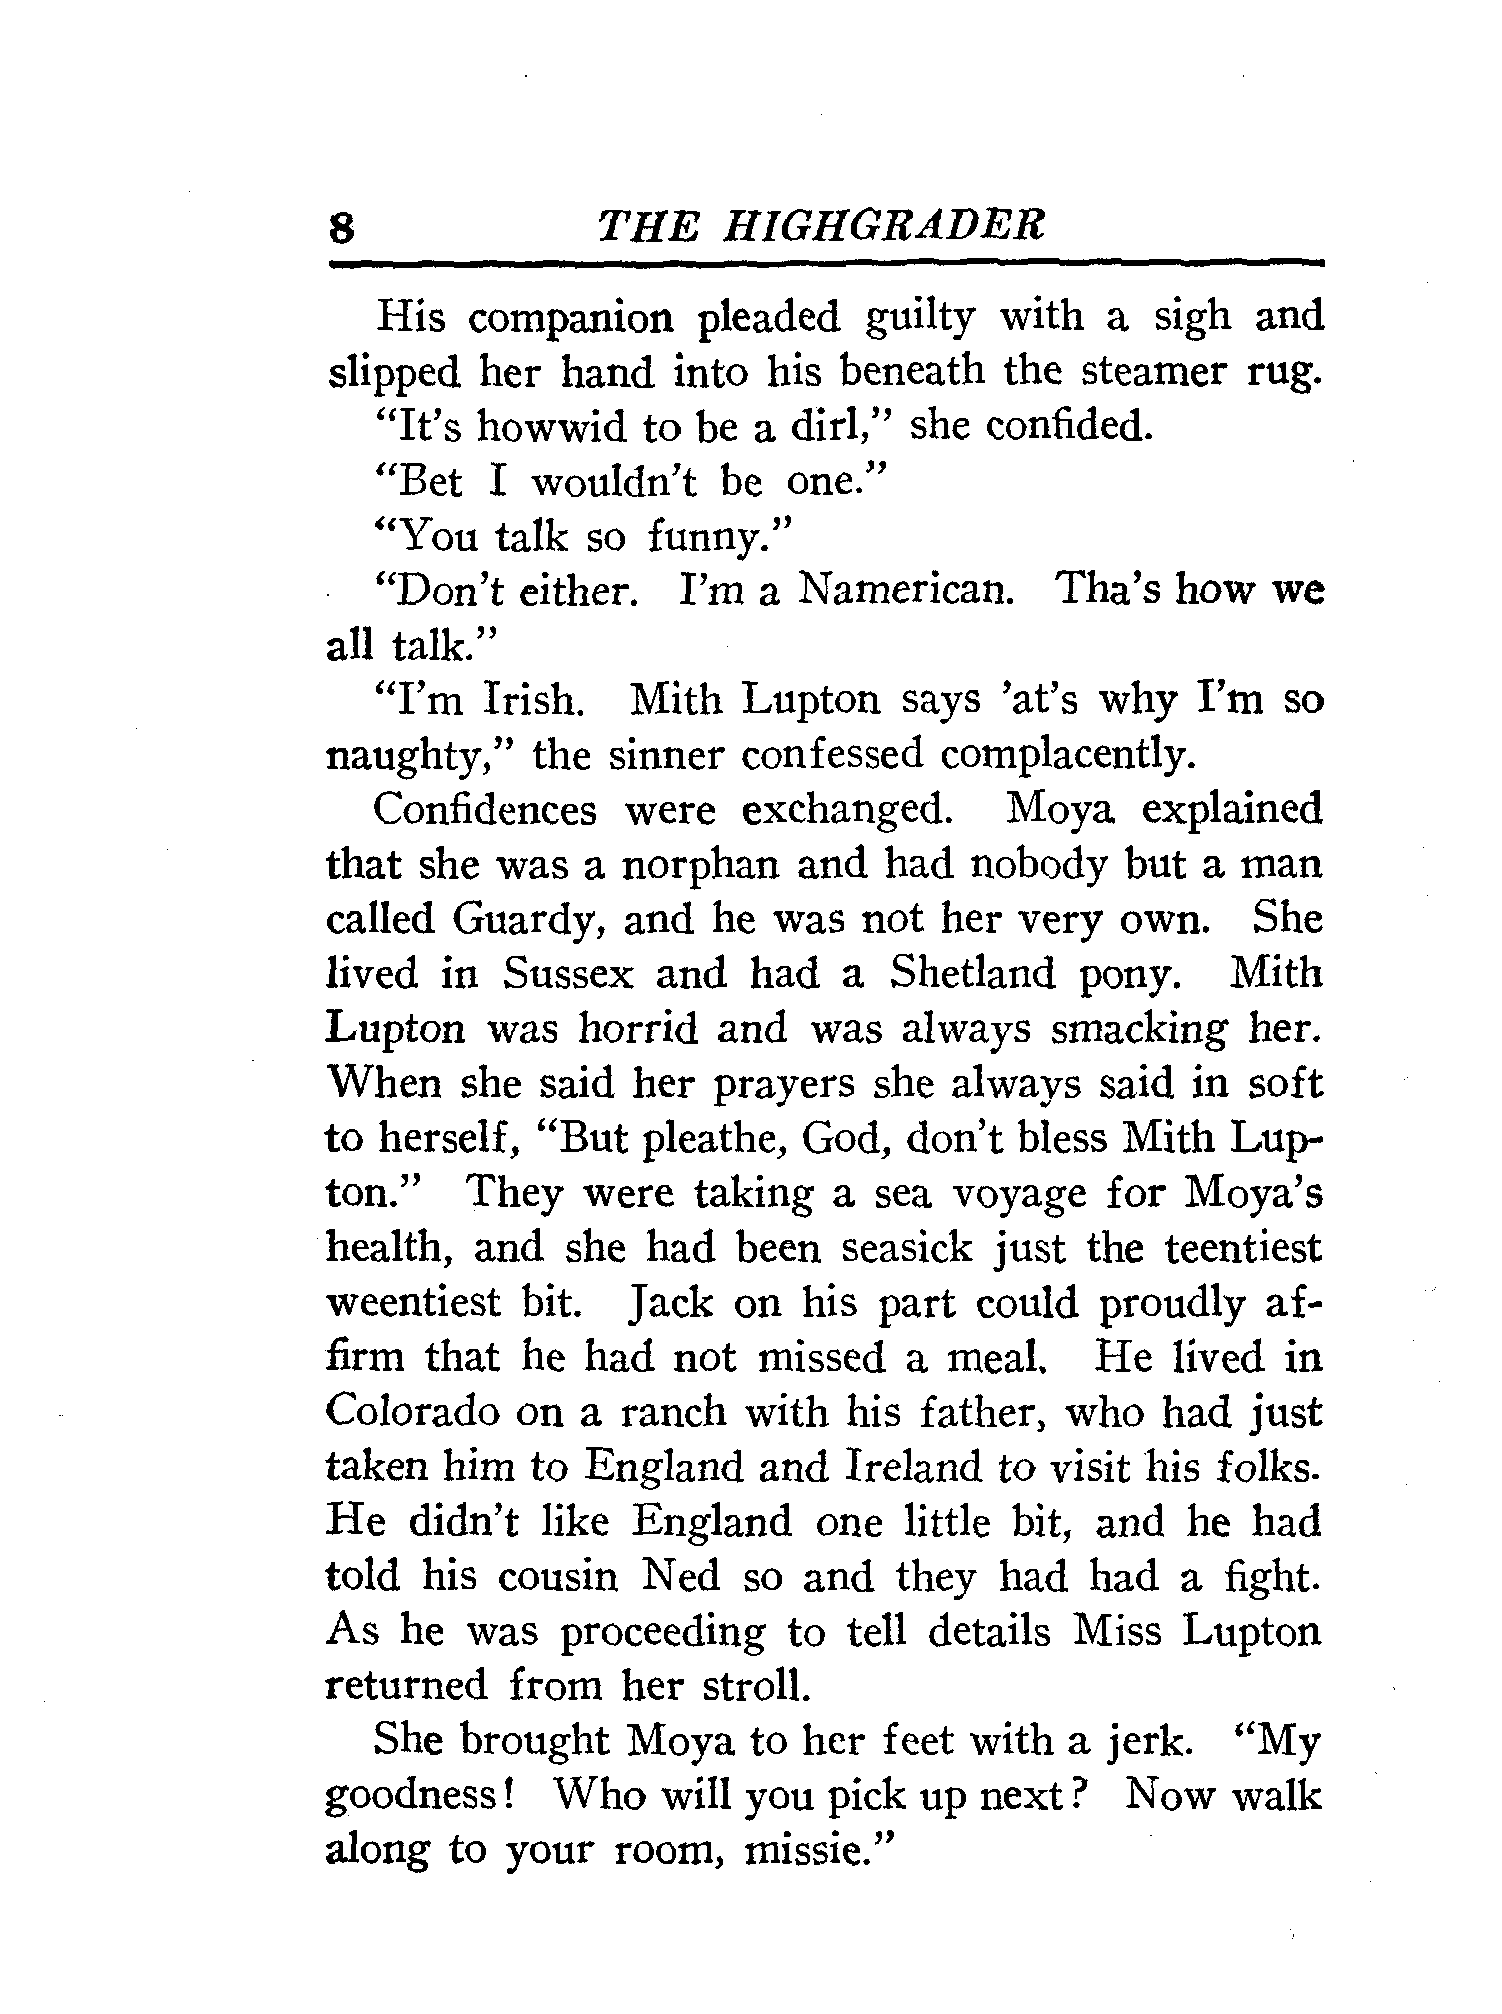 8 THE HIGHGRADER
His companion pleaded guilty with a sigh and
slipped her hand into his beneath the steamer rug.
“It's howwid to be a dirl,” she confided.
“Bet I wouldn't be one.”
“You talk so funny.”
“Don't either. I'm a Namerican. Tha's how we
all talk.”
“I'm Irish. Mith Lupton says 'at's why I'm so
naughty,” the sinner confessed complacently.
Confidences were exchanged. Moya explained
that she was a norphan and had nobody but a man
called Guardy, and he was not her very own. She
lived in Sussex and had a Shetland pony. Mith
Lupton was horrid and was always smacking her.
When she said her prayers she always said in soft
to herself, “But pleathe, God, don't bless Mith Lup-
ton.” They were taking a sea voyage for Moya's
health, and she had been seasick just the teentiest
weentiest bit. Jack on his part could proudly af-
firm that he had not missed a meal. He lived in
Colorado on a ranch with his father, who had just
taken him to England and Ireland to visit his folks.
He didn't like England one little bit, and he had
told his cousin Ned so and they had had a fight.
As he was proceeding to tell details Miss Lupton
returned from her stroll.
She brought Moya to her feet with a jerk. “My
goodness! Who will you pick up next? Now walk
along to your room, missie.”